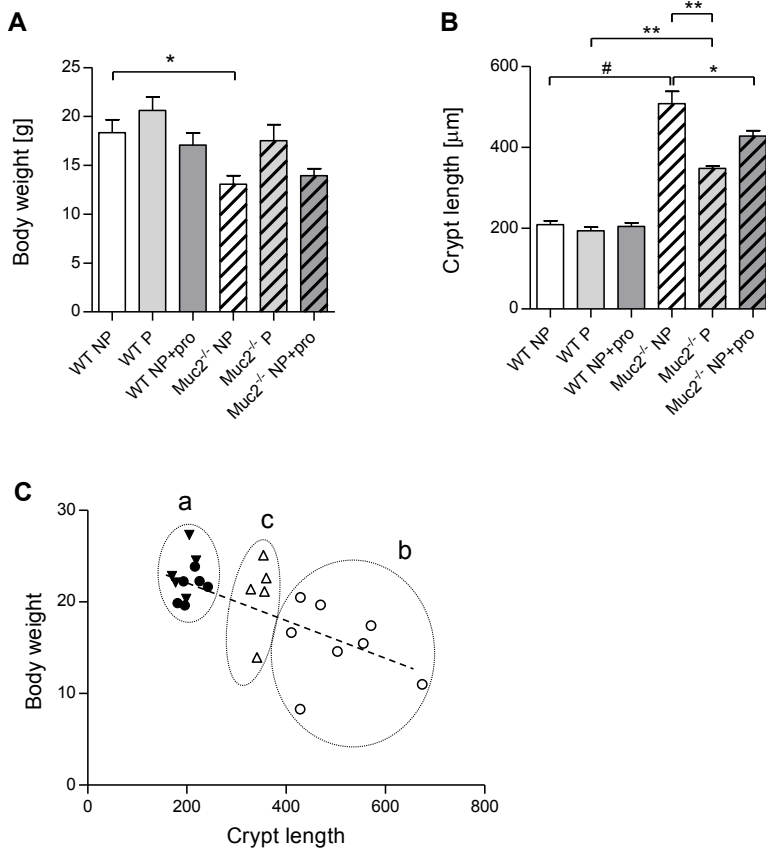 A
*
25
20
15
10
5
0
Body weight [g]
WT NP
WT P
WT NP+pro
Muc2-/- NP
Muc2-/- P
Muc2-/- NP+pro
B
**
**
#
*
600
400
200
0
Crypt length [µm]
WT NP
WT P
WT NP+pro
Muc2-/- NP
Muc2-/- P
Muc2-/- NP+pro
C
a
c
b
30
20
10
0
Body weight
0 200 400 600 800
Crypt length